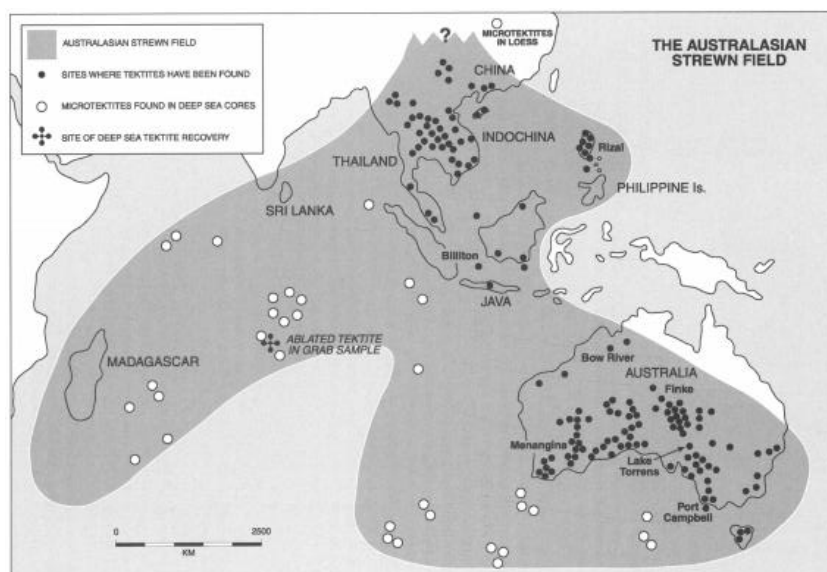 AUSTRALASIAN STREWN FIELD
SITES WHERE TEKTITES HAVE BEEN FOUND
MICROTEKTITES FOUND IN DEEP SEA CORES
SITE OF DEEP SEA TEKTITE RECOVERY
?
MICROTEKTITES
IN LOESS
THE AUSTRALASIAN
STREWN FIELD
CHINA
INDOCHINA
Rizal
THAILAND
PHILIPPINE Is.
SRI LANKA
Billiton
JAVA
ABLATED TEKTITE
IN GRAB SAMPLE
MADAGASCAR
Bow River
AUSTRALIA
Finke
Menangina
Lake
Torrens
Port
Campbell
0 2500
KM